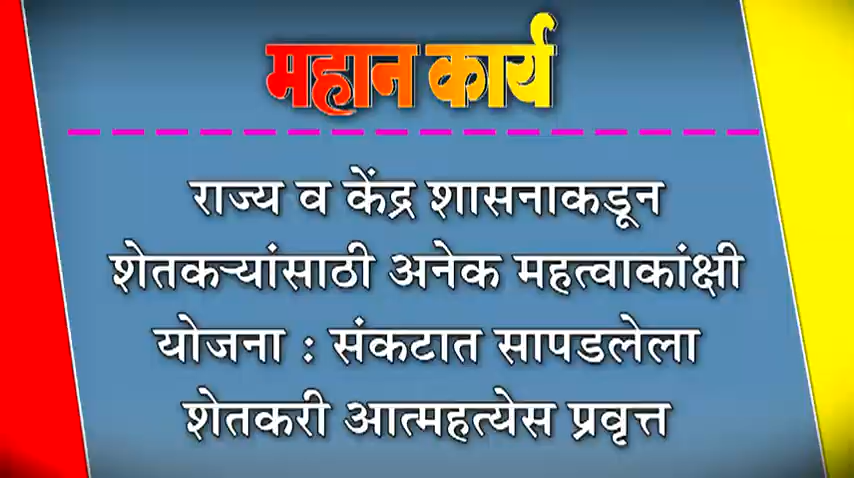 महान कार्य
राज्य व केंद्र शासनाकडून
शेतकऱ्यांसाठी अनेक महत्वाकांक्षी
योजना : संकटात सापडलेला
शेतकरी आत्महत्येस प्रवृत्त